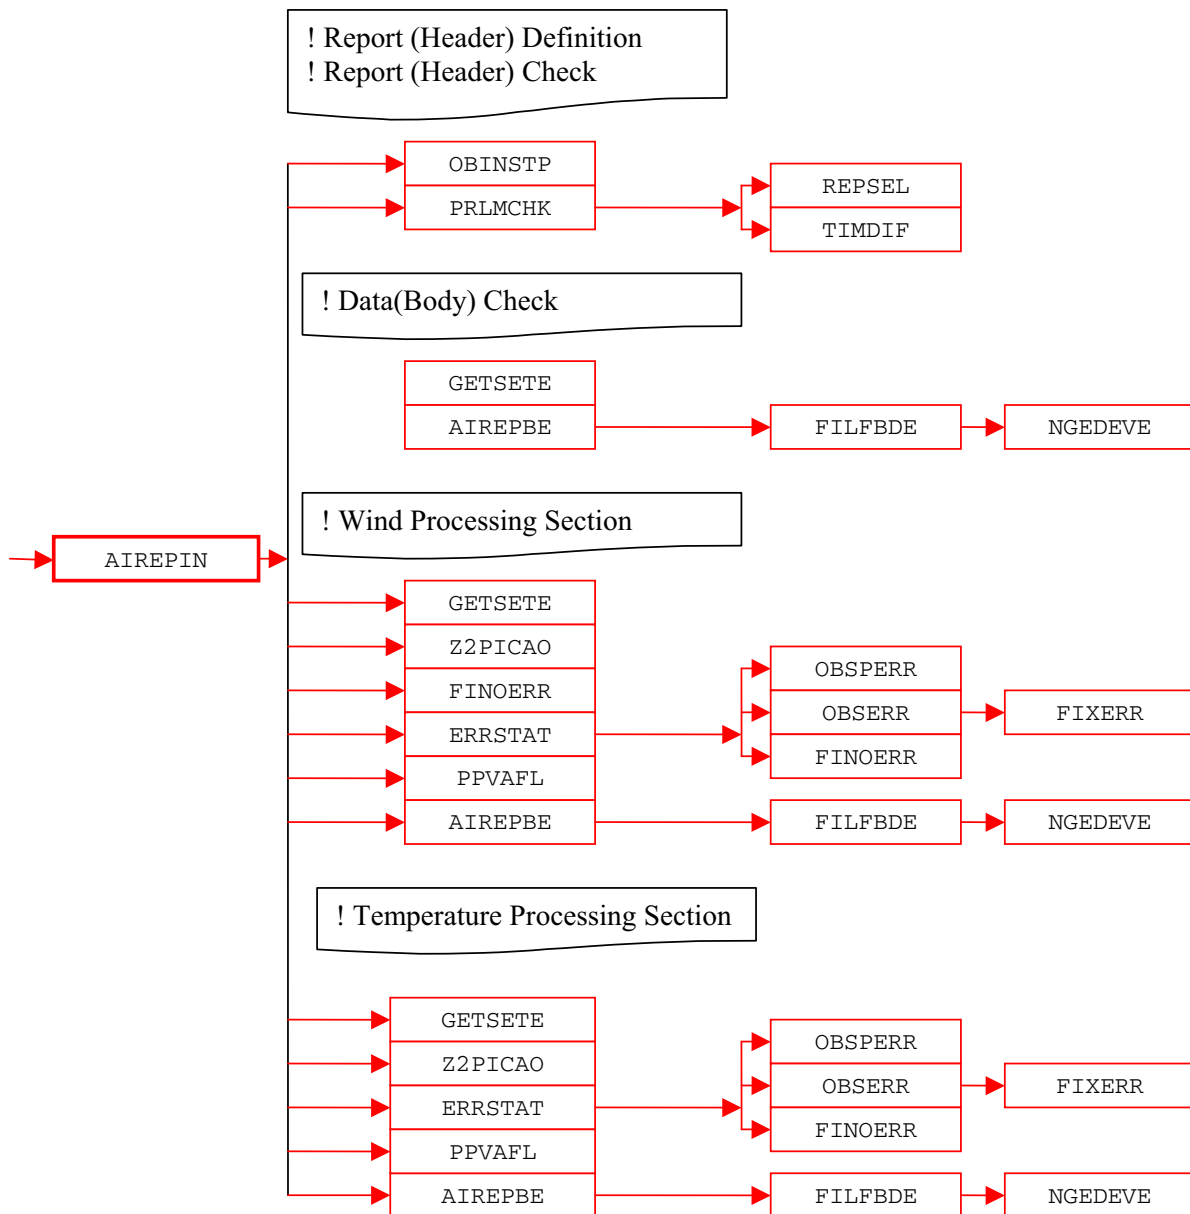 ! Report (Header) Definition
! Report (Header) Check
OBINSTP
PRLMCHK
REPSEL
TIMDIF
! Data(Body) Check
GETSETE
AIREPBE
FILFBDE
NGEDEVE
! Wind Processing Section
AIREPIN
GETSETE
Z2PICAO
FINOERR
ERRSTAT
PPVAFL
AIREPBE
OBSPERR
OBSERR
FINOERR
FIXERR
FILFBDE
NGEDEVE
! Temperature Processing Section
GETSETE
Z2PICAO
ERRSTAT
PPVAFL
AIREPBE
OBSPERR
OBSERR
FINOERR
FIXERR
FILFBDE
NGEDEVE